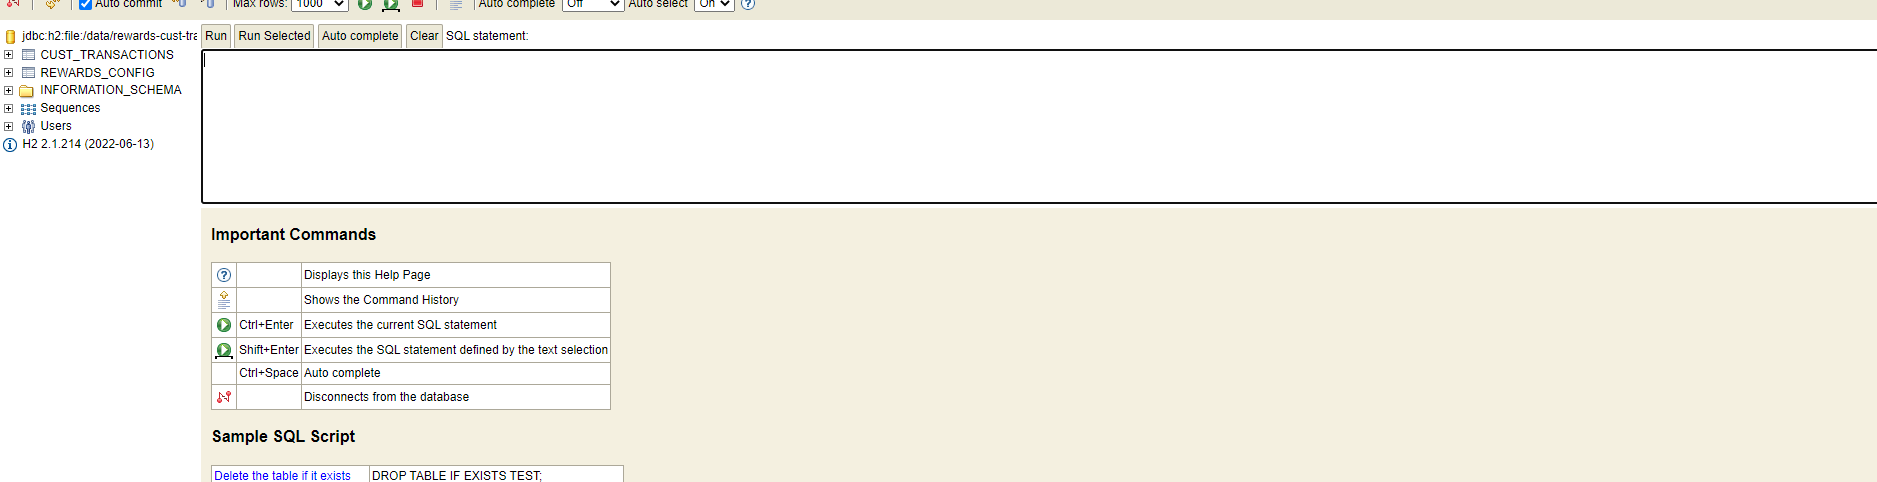 Auto commit Max rows: 1000 Auto complete Off Auto select On
jdbc:h2:file:/data/rewards-cust-tra
CUST_TRANSACTIONS
REWARDS_CONFIG
INFORMATION_SCHEMA
Sequences
Users
H2 2.1.214 (2022-06-13)
Run Run Selected Auto complete Clear SQL statement:
Important Commands
Displays this Help Page
Shows the Command History
Ctrl+Enter Executes the current SQL statement
Shift+Enter Executes the SQL statement defined by the text selection
Ctrl+Space Auto complete
Disconnects from the database
Sample SQL Script
Delete the table if it exists DROP TABLE IF EXISTS TEST;